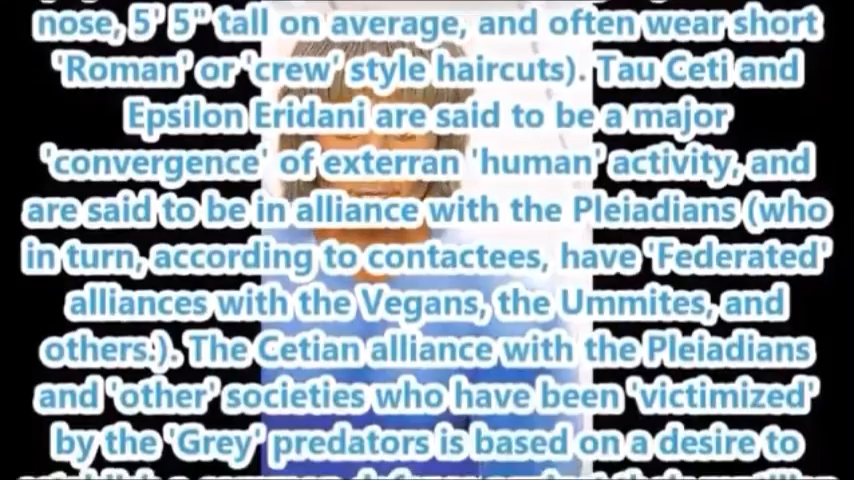 nose, 5' 5" tall on average, and often wear short
'Roman' or 'crew' style haircuts). Tau Ceti and
Epsilon Eridani are said to be a major
'convergence' of exterran 'human' activity, and
are said to be in alliance with the Pleiadians (who
in turn, according to contactees, have 'Federated'
alliances with the Vegans, the Ummites, and
others.). The Cetian alliance with the Pleiadians
and 'other' societies who have been 'victimized'
by the 'Grey' predators is based on a desire to